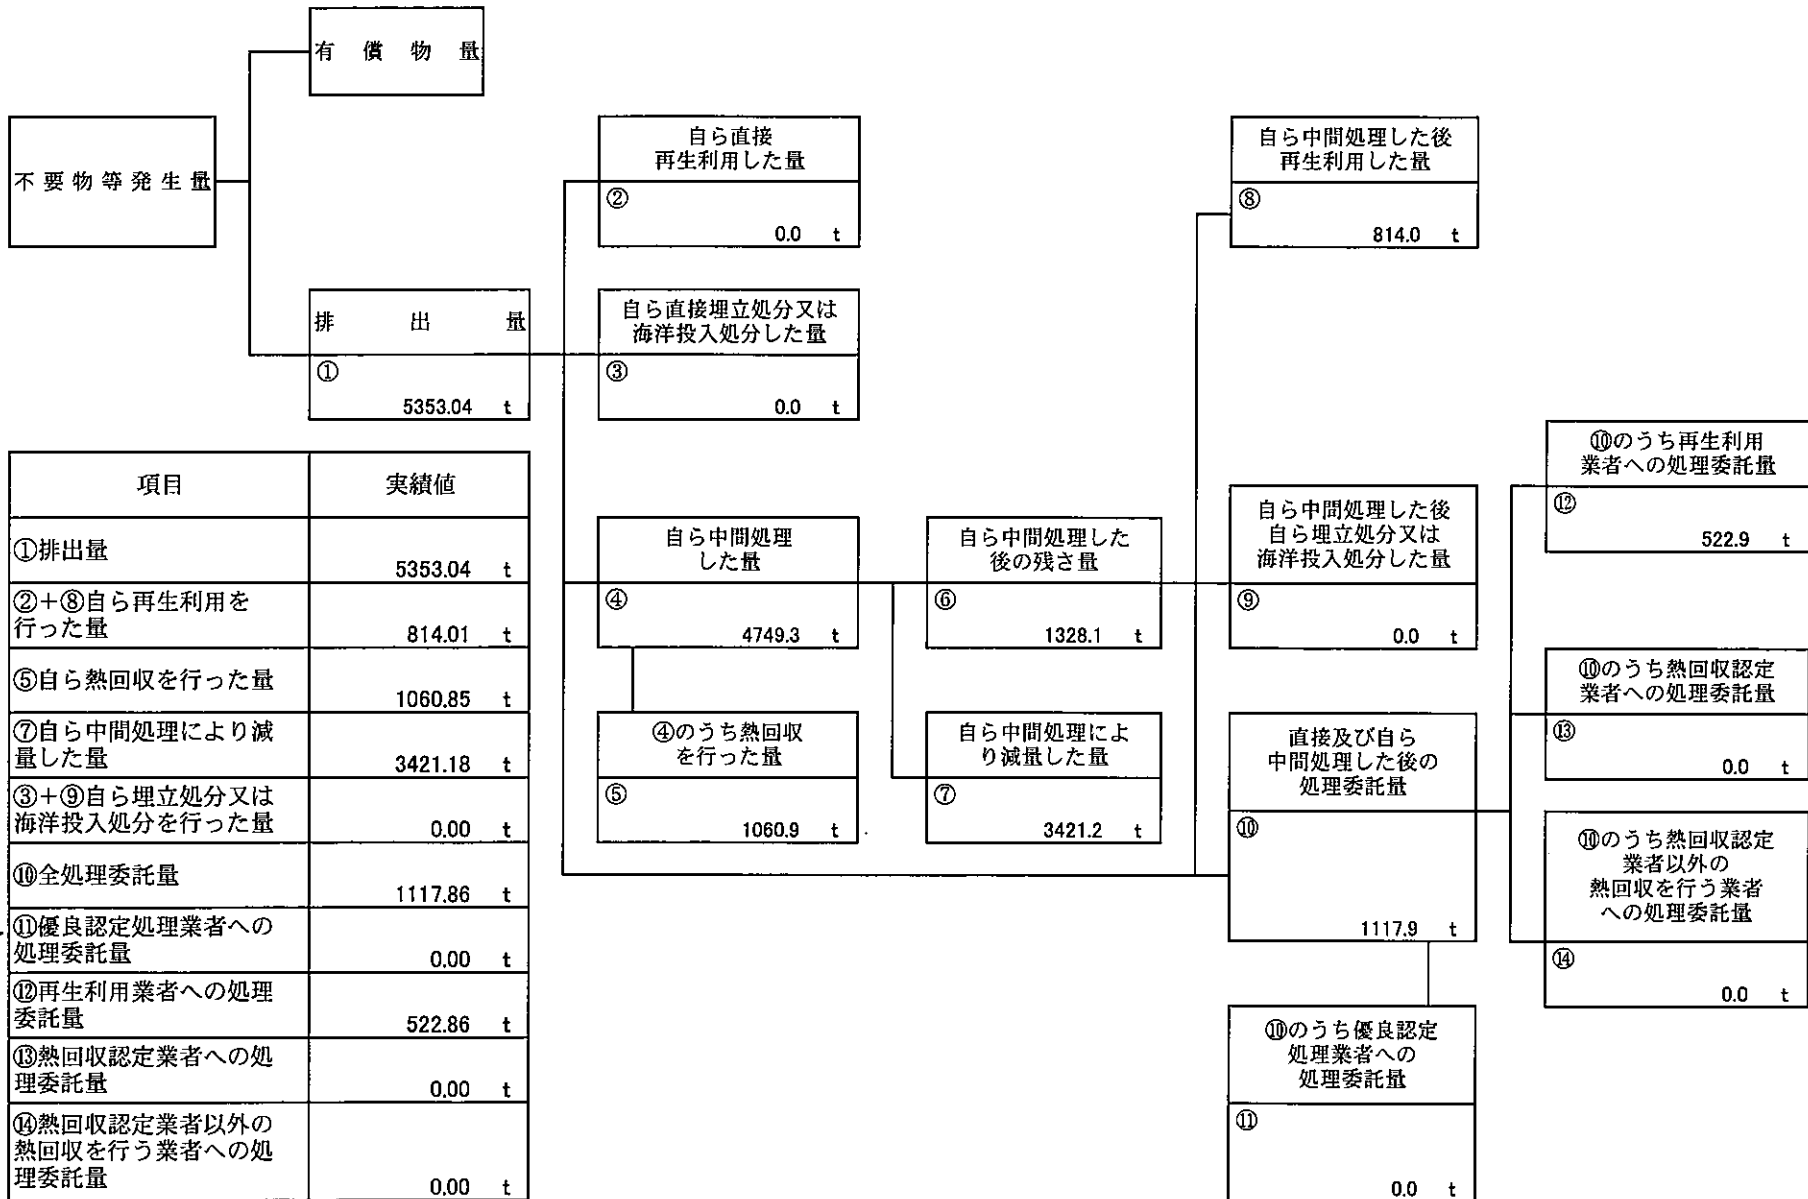 有償物量
不要物等発生量
自ら直接
再生利用した量
②
0.0 t
自ら中間処理した後
再生利用した量
⑧
814.0 t
排出量
①
5353.04 t
自ら直接埋立処分又は
海洋投入処分した量
③
0.0 t
項目 実績値
①排出量 5353.04 t
②+⑧自ら再生利用を
行った量 814.01 t
⑤自ら熱回収を行った量 1060.85 t
⑦自ら中間処理により減
量した量 3421.18 t
③+⑨自ら埋立処分又は
海洋投入処分を行った量 0.00 t
⑩全処理委託量 1117.86 t
⑪優良認定処理業者への
処理委託量 0.00 t
⑫再生利用業者への処理
委託量 522.86 t
⑬熱回収認定業者への処
理委託量 0.00 t
⑭熱回収認定業者以外の
熱回収を行う業者への処
理委託量 0.00 t
自ら中間処理
した量
④
4749.3 t
④のうち熱回収
を行った量
⑤
1060.9 t
自ら中間処理した
後の残さ量
⑥
1328.1 t
自ら中間処理によ
り減量した量
⑦
3421.2 t
自ら中間処理した後
自ら埋立処分又は
海洋投入処分した量
⑨
0.0 t
直接及び自ら
中間処理した後の
処理委託量
⑩
1117.9 t
⑩のうち優良認定
処理業者への
処理委託量
⑪
0.0 t
⑩のうち再生利用
業者への処理委託量
⑫
522.9 t
⑩のうち熱回収認定
業者への処理委託量
⑬
0.0 t
⑩のうち熱回収認定
業者以外の
熱回収を行う業者
への処理委託量
⑭
0.0 t